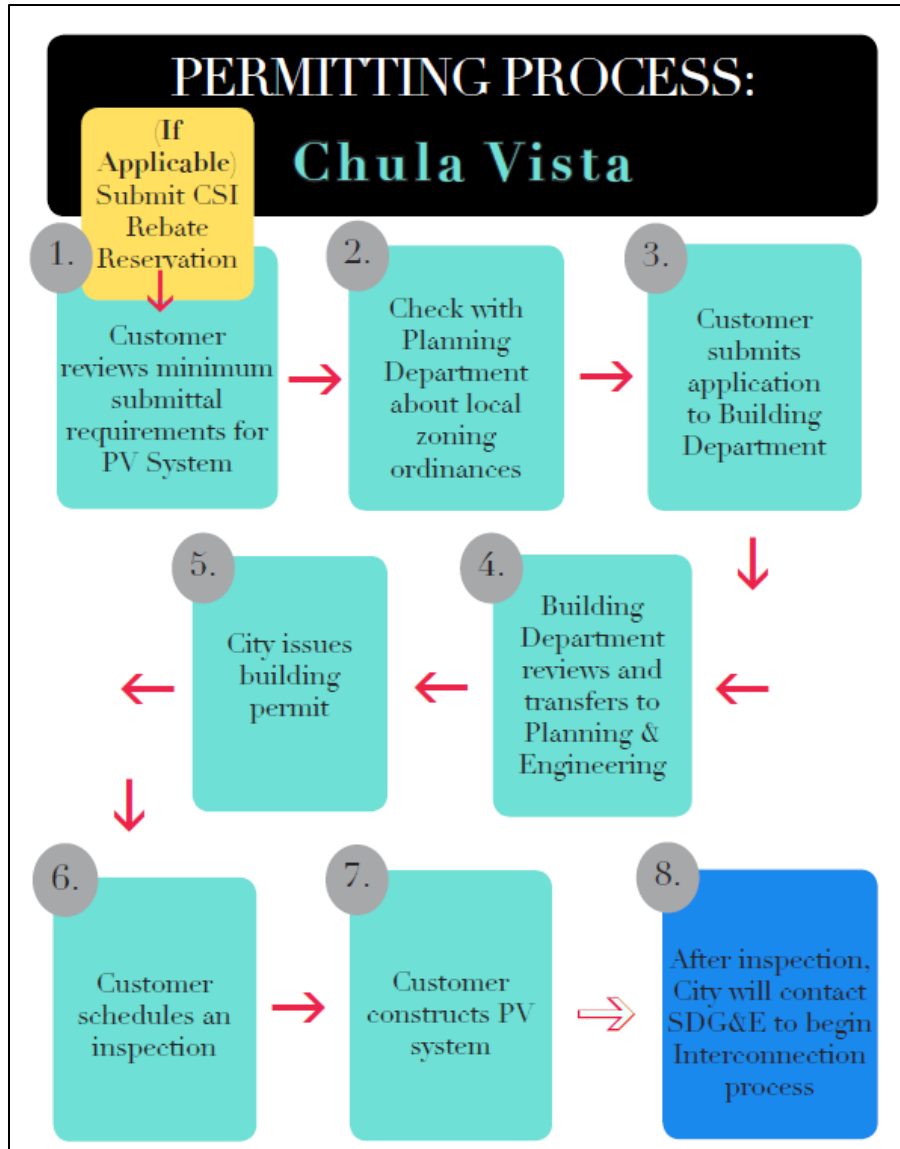 PERMITTING PROCESS:
Chula Vista
(If
Applicable)
Submit CSI
Rebate
Reservation
1.
Customer
reviews minimum
submittal
requirements for
PV System
2.
Check with
Planning
Department
about local
zoning
ordinances
3.
Customer
submits
application
to Building
Department
4.
Building
Department
reviews and
transfers to
Planning &
Engineering
5.
City issues
building
permit
6.
Customer
schedules an
inspection
7.
Customer
constructs PV
system
8.
After inspection,
City will contact
SDG&E to begin
Interconnection
process